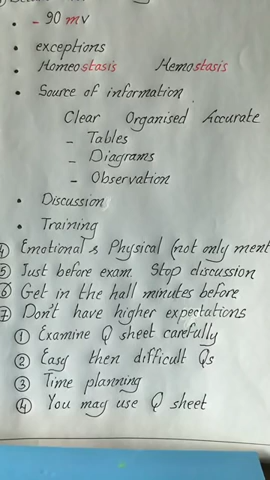 - 90 mv
• exceptions
• Homeostasis Hemostasis
• Source of information
Clear Organised Accurate
- Tables
- Diagrams
- Observation
• Discussion
• Training
④ Emotional & Physical (not only ment
⑤ Just before exam Stop discussion
⑥ Get in the hall minutes before
⑦ Don't have higher expectations
① Examine Q sheet carefully
② Easy then difficult Qs
③ Time planning
④ You may use Q sheet